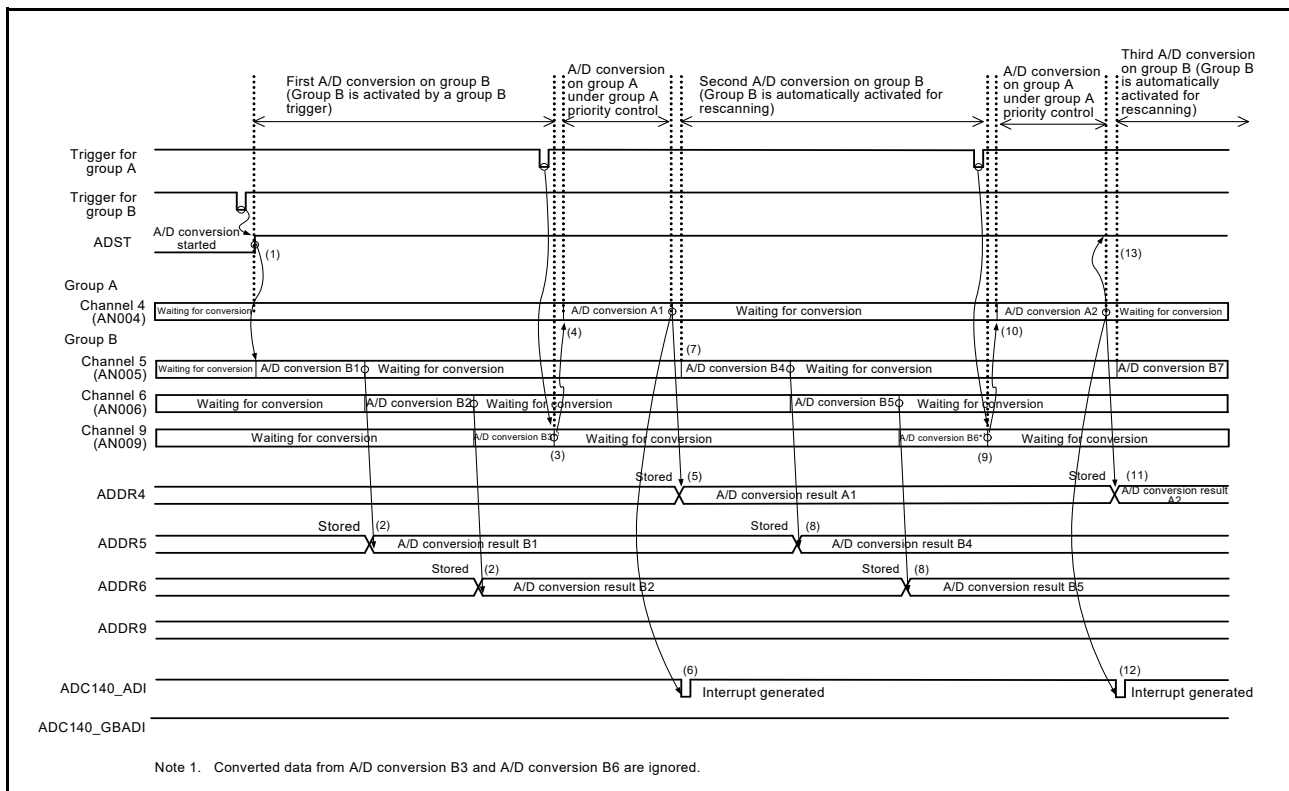 First A/D conversion on group B
(Group B is activated by a group B
trigger)
A/D conversion
on group A
under group A
priority control
Second A/D conversion on group B
(Group B is automatically activated for
rescanning)
A/D conversion
on group A
under group A
priority control
Third A/D conversion
on group B (Group B
is automatically
activated for
rescanning)
Trigger for
group A
Trigger for
group B
ADST
A/D conversion
started
(1)
(13)
Group A
Channel 4
(AN004)
Waiting for conversion
A/D conversion A1
Waiting for conversion
A/D conversion A2
Waiting for conversion
(4)
(10)
Group B
Channel 5
(AN005)
Waiting for conversion
A/D conversion B1
Waiting for conversion
(7)
A/D conversion B4
Waiting for conversion
A/D conversion B7
Channel 6
(AN006)
Waiting for conversion
A/D conversion B2
Waiting for conversion
A/D conversion B5
Waiting for conversion
Channel 9
(AN009)
Waiting for conversion
A/D conversion B3
Waiting for conversion
A/D conversion B6*1
Waiting for conversion
(3)
(9)
ADDR4
Stored
(5)
A/D conversion result A1
Stored
(11)
A/D conversion result
A2
ADDR5
Stored
(2)
A/D conversion result B1
(8)
A/D conversion result B4
ADDR6
Stored
(2)
A/D conversion result B2
Stored
(8)
A/D conversion result B5
ADDR9
ADC140_ADI
(6)
Interrupt generated
(12)
Interrupt generated
ADC140_GBADI
Note 1. Converted data from A/D conversion B3 and A/D conversion B6 are ignored.